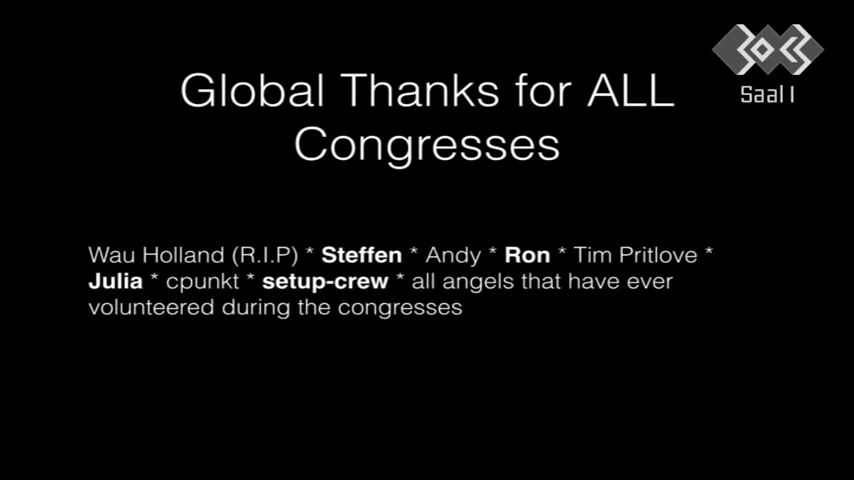 Global Thanks for ALL
Congresses
Saal 1
Wau Holland (R.I.P) * Steffen * Andy * Ron * Tim Pritlove *
Julia * cpunkt * setup-crew * all angels that have ever
volunteered during the congresses